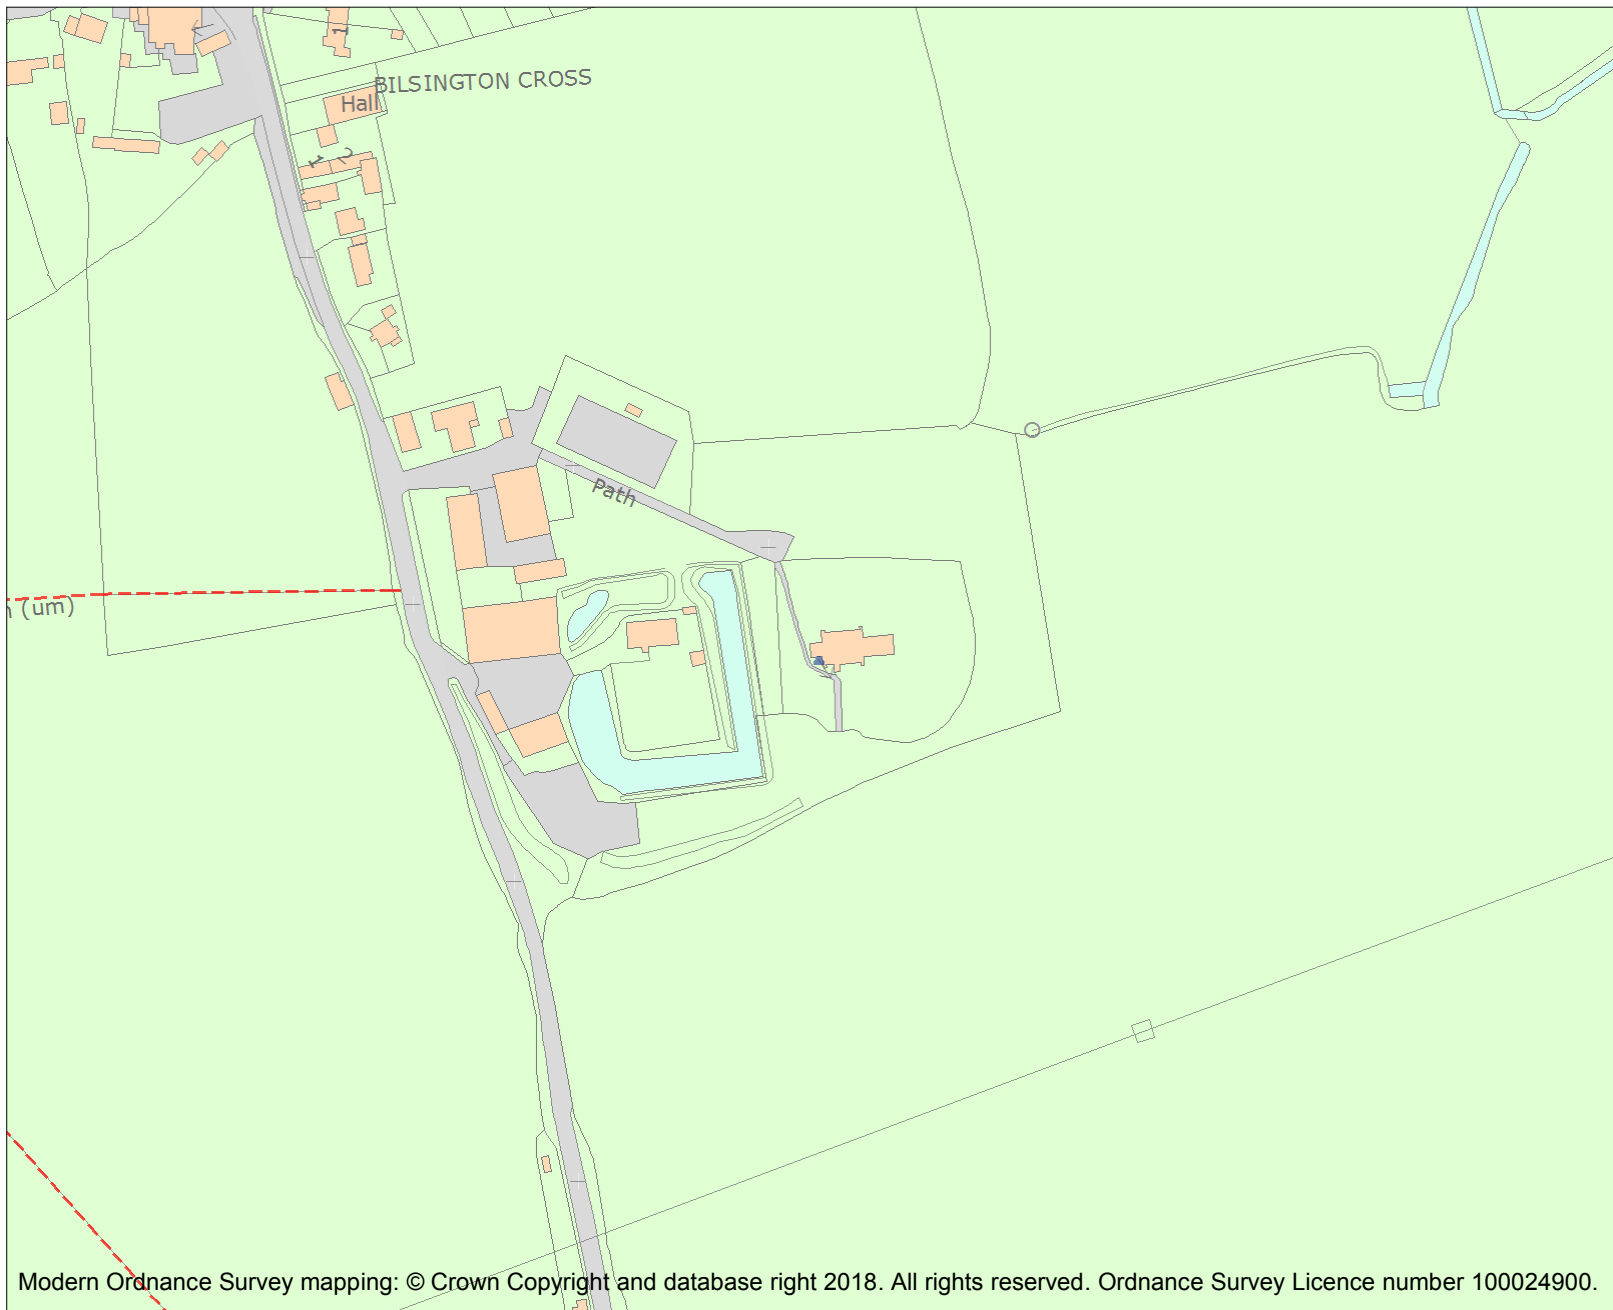 1
BILSINGTON CROSS
Hall
1
2
Path
(um)
Modern Ordnance Survey mapping: © Crown Copyright and database right 2018. All rights reserved. Ordnance Survey Licence number 100024900.